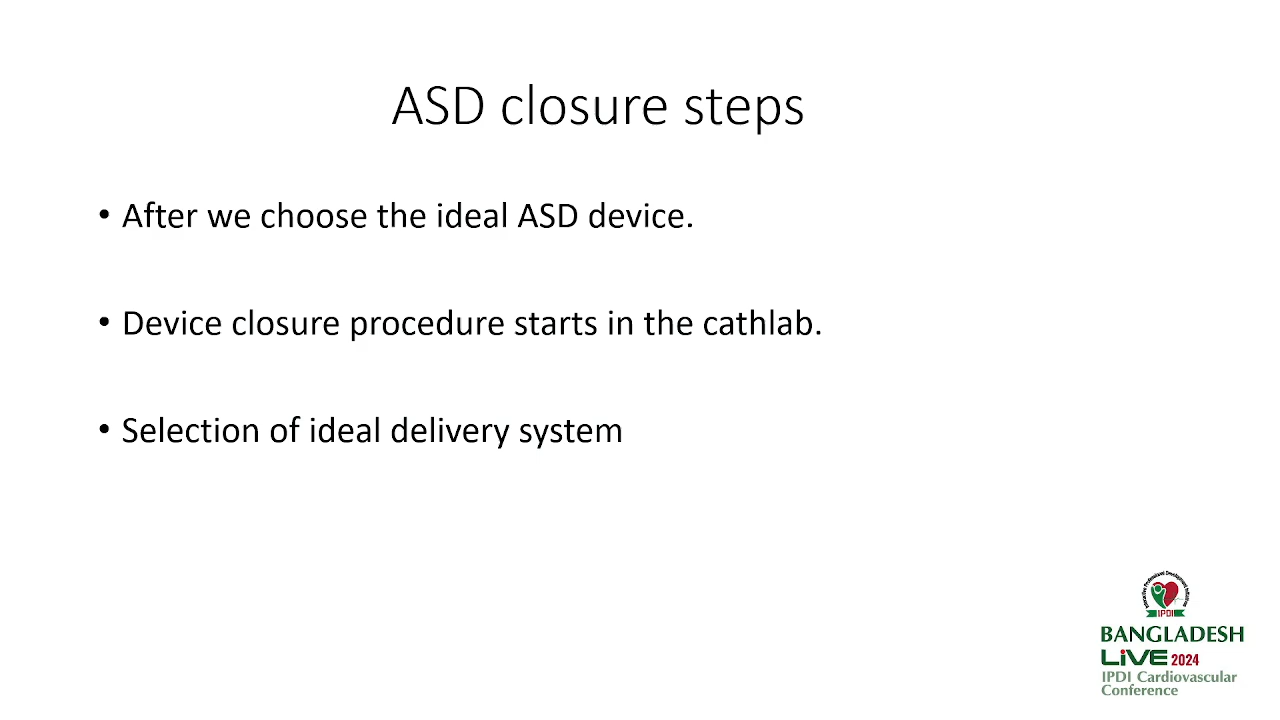 ASD closure steps
• After we choose the ideal ASD device.
• Device closure procedure starts in the cathlab.
• Selection of ideal delivery system
IPDI
BANGLADESH
LiVE 2024
IPDI Cardiovascular
Conference